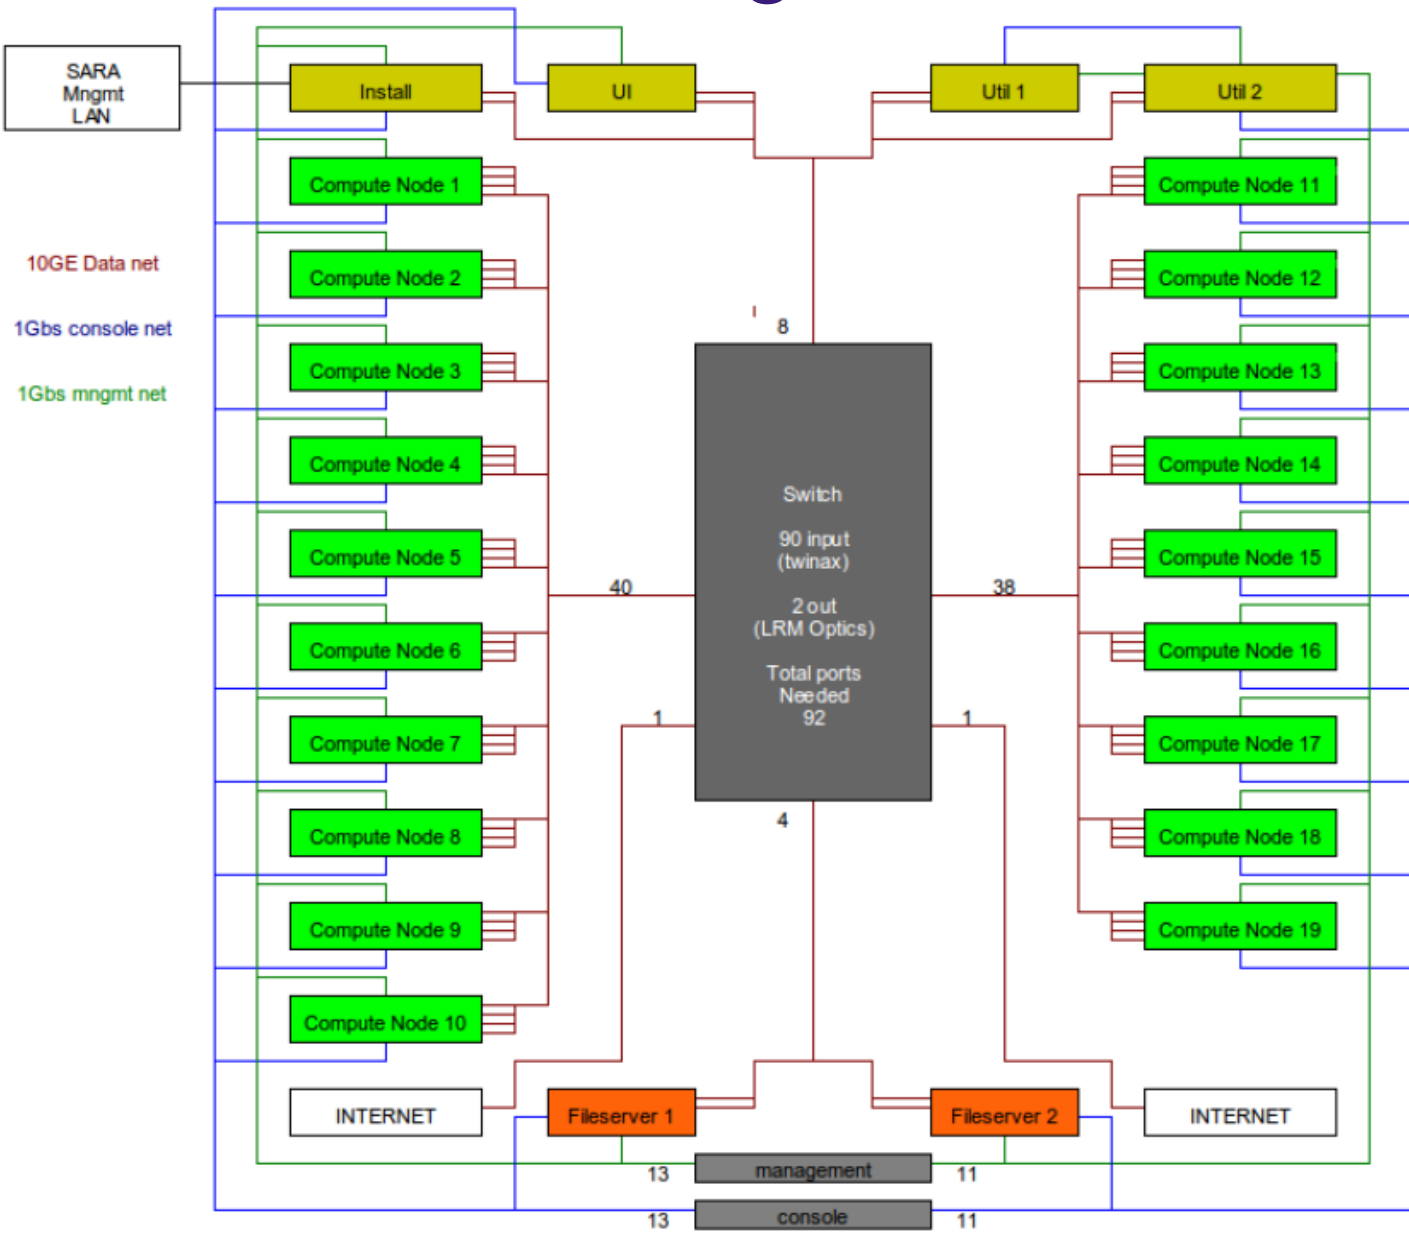 SARA
Mngmt
LAN
Install
UI
Util 1
Util 2
Compute Node 1
Compute Node 11
10GE Data net
Compute Node 2
Compute Node 12
1Gbs console net
8
Compute Node 3
Compute Node 13
1Gbs mngmt net
Compute Node 4
Compute Node 14
Switch
90 input
(twinax)
2 out
(LRM Optics)
Total ports
Needed
92
Compute Node 5
Compute Node 15
40
38
Compute Node 6
Compute Node 16
1
1
Compute Node 7
Compute Node 17
4
Compute Node 8
Compute Node 18
Compute Node 9
Compute Node 19
Compute Node 10
INTERNET
Fileserver 1
Fileserver 2
INTERNET
13
management
11
13
console
11